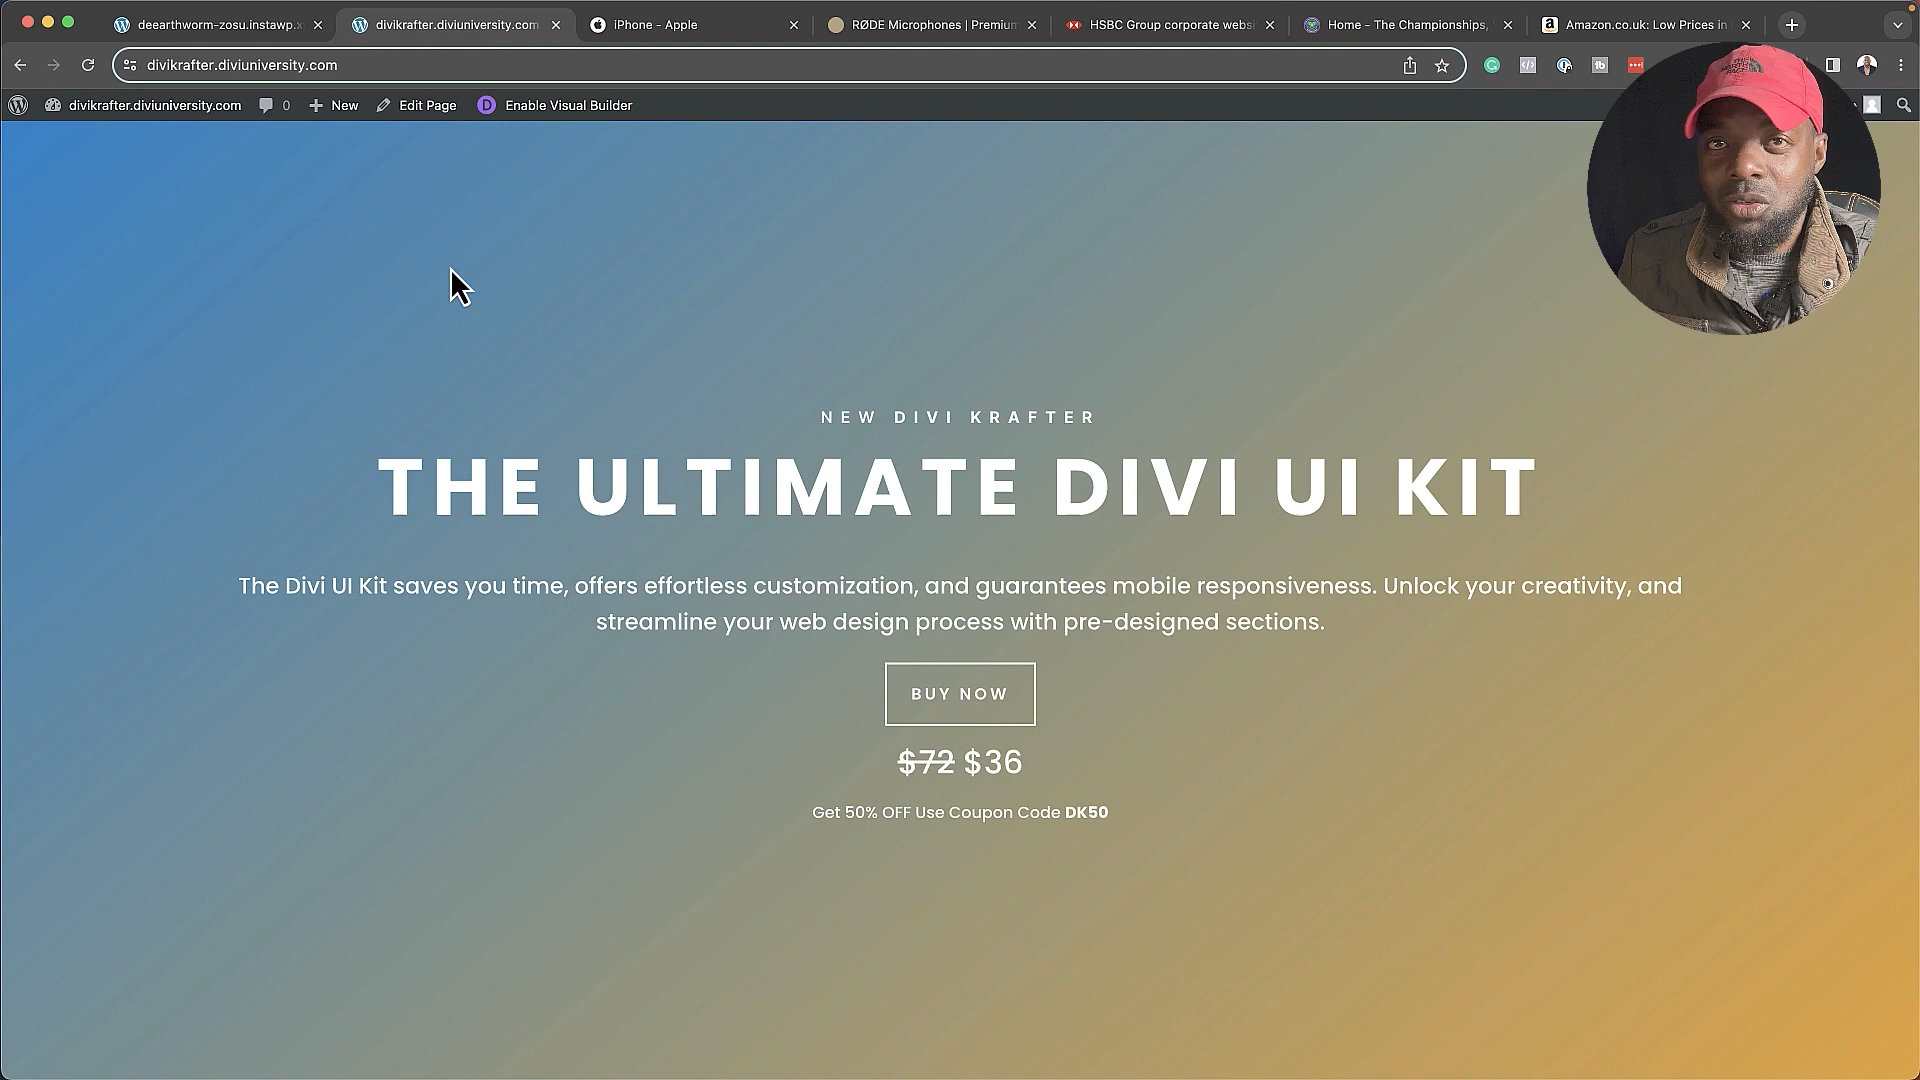 deearthworm-zosu.instawp.x
divikrafter.diviuniversity.com
iPhone - Apple
RØDE Microphones | Premium
HSBC Group corporate websi
Home - The Championships,
Amazon.co.uk: Low Prices in
divikrafter.diviuniversity.com
divikrafter.diviuniversity.com
0
New
Edit Page
Enable Visual Builder
NEW DIVI KRAFTER
THE ULTIMATE DIVI UI KIT
The Divi UI Kit saves you time, offers effortless customization, and guarantees mobile responsiveness. Unlock your creativity, and
streamline your web design process with pre-designed sections.
BUY NOW
$72 $36
Get 50% OFF Use Coupon Code DK50